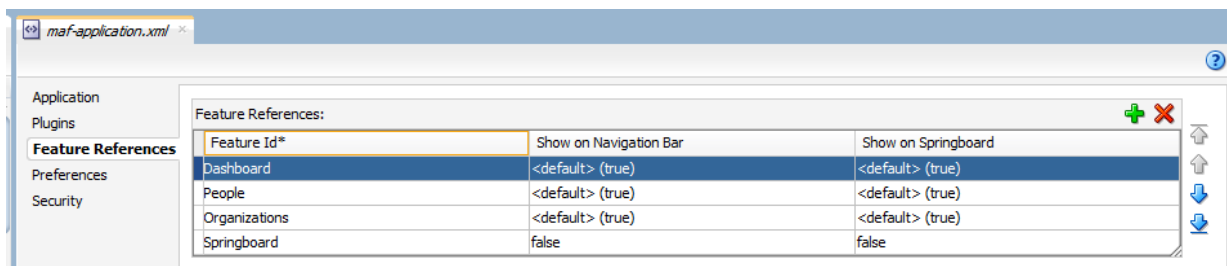 maf-application.xml
Application
Plugins
Feature References
Preferences
Security
Feature References:
Feature Id* Show on Navigation Bar Show on Springboard
Dashboard <default> (true) <default> (true)
People <default> (true) <default> (true)
Organizations <default> (true) <default> (true)
Springboard false false